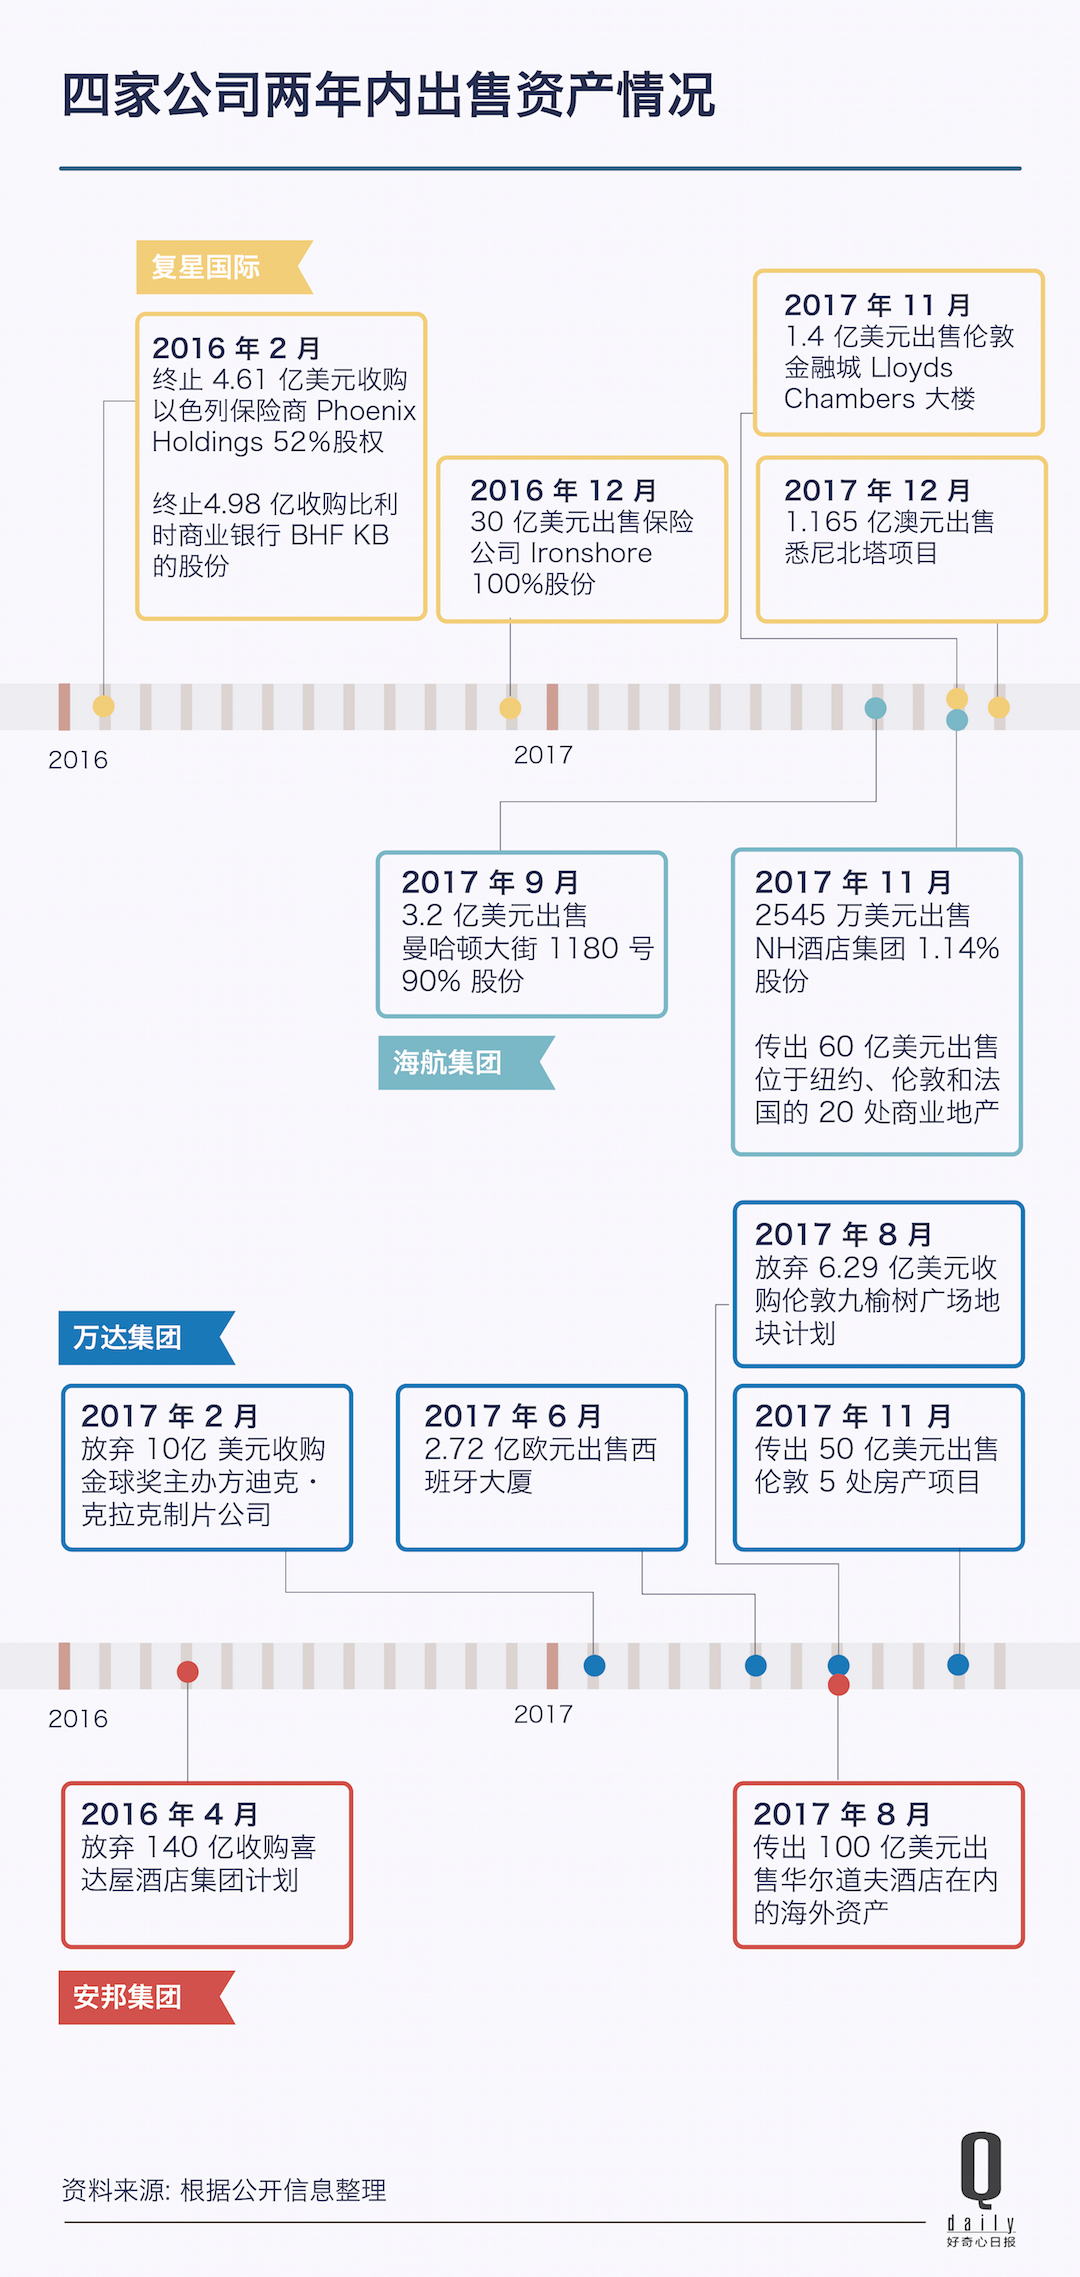 四家公司两年内出售资产情况
复星国际
2016 年 2 月
终止 4.61 亿美元收购
以色列保险商 Phoenix
Holdings 52%股权
终止4.98 亿收购比利
时商业银行 BHF KB
的股份
2016 年 12 月
30 亿美元出售保险
公司 Ironshore
100%股份
2017 年 11 月
1.4 亿美元出售伦敦
金融城 Lloyds
Chambers 大楼
2017 年 12 月
1.165 亿澳元出售
悉尼北塔项目
2016
2017
2017 年 9 月
3.2 亿美元出售
曼哈顿大街 1180 号
90% 股份
海航集团
2017 年 11 月
2545 万美元出售
NH酒店集团 1.14%
股份
传出 60 亿美元出售
位于纽约、伦敦和法
国的 20 处商业地产
万达集团
2017 年 2 月
放弃 10亿 美元收购
金球奖主办方迪克·
克拉克制片公司
2017 年 6 月
2.72 亿欧元出售西
班牙大厦
2017 年 8 月
放弃 6.29 亿美元收
购伦敦九榆树广场地
块计划
2017 年 11 月
传出 50 亿美元出售
伦敦 5 处房产项目
2016
2017
2016 年 4 月
放弃 140 亿收购喜
达屋酒店集团计划
安邦集团
2017 年 8 月
传出 100 亿美元出
售华尔道夫酒店在内
的海外资产
资料来源: 根据公开信息整理
Q
daily
好奇心日报